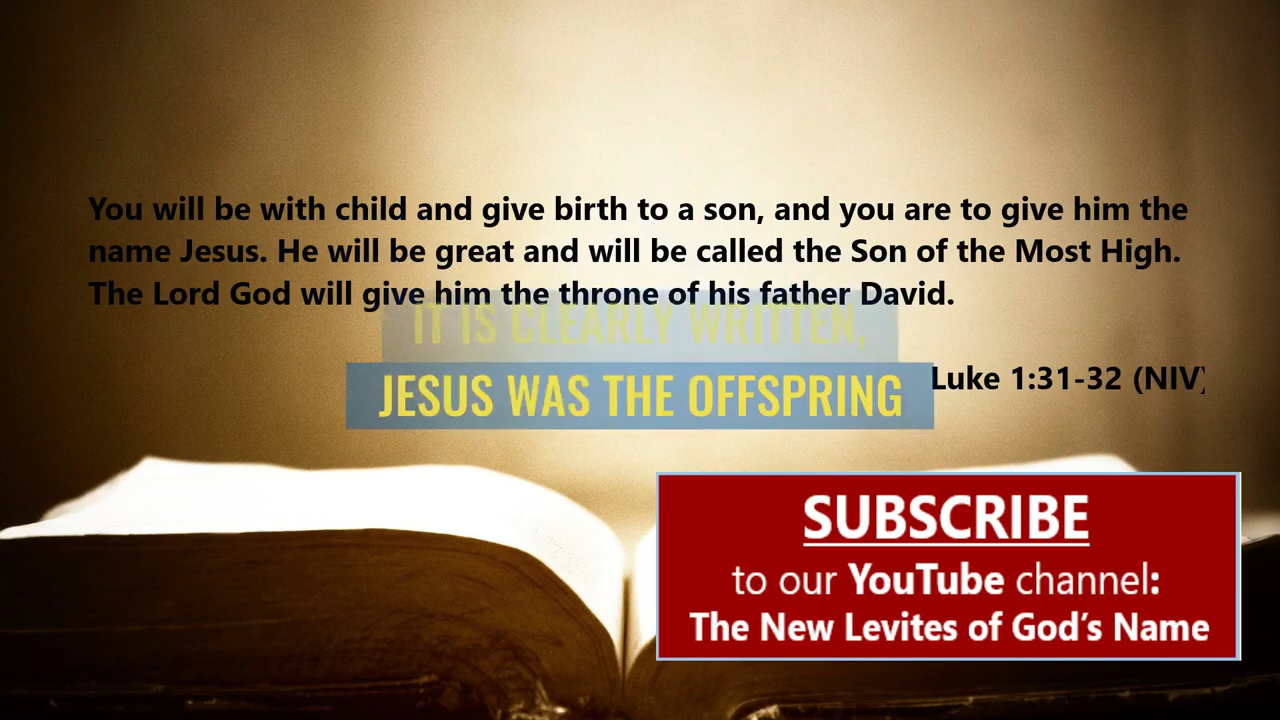 You will be with child and give birth to a son, and you are to give him the
name Jesus. He will be great and will be called the Son of the Most High.
The Lord God will give him the throne of his father David.
IT IS CLEARLY WRITTEN,
JESUS WAS THE OFFSPRING
Luke 1:31-32 (NIV)
SUBSCRIBE
to our YouTube channel:
The New Levites of God's Name